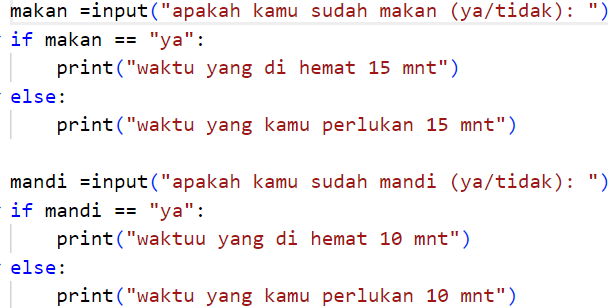 makan =input("apakah kamu sudah makan (ya/tidak): ")
if makan == "ya":
    print("waktu yang di hemat 15 mnt")
else:
    print("waktu yang kamu perlukan 15 mnt")
mandi =input("apakah kamu sudah mandi (ya/tidak): ")
if mandi == "ya":
    print("waktuu yang di hemat 10 mnt")
else:
    print("waktu yang kamu perlukan 10 mnt")